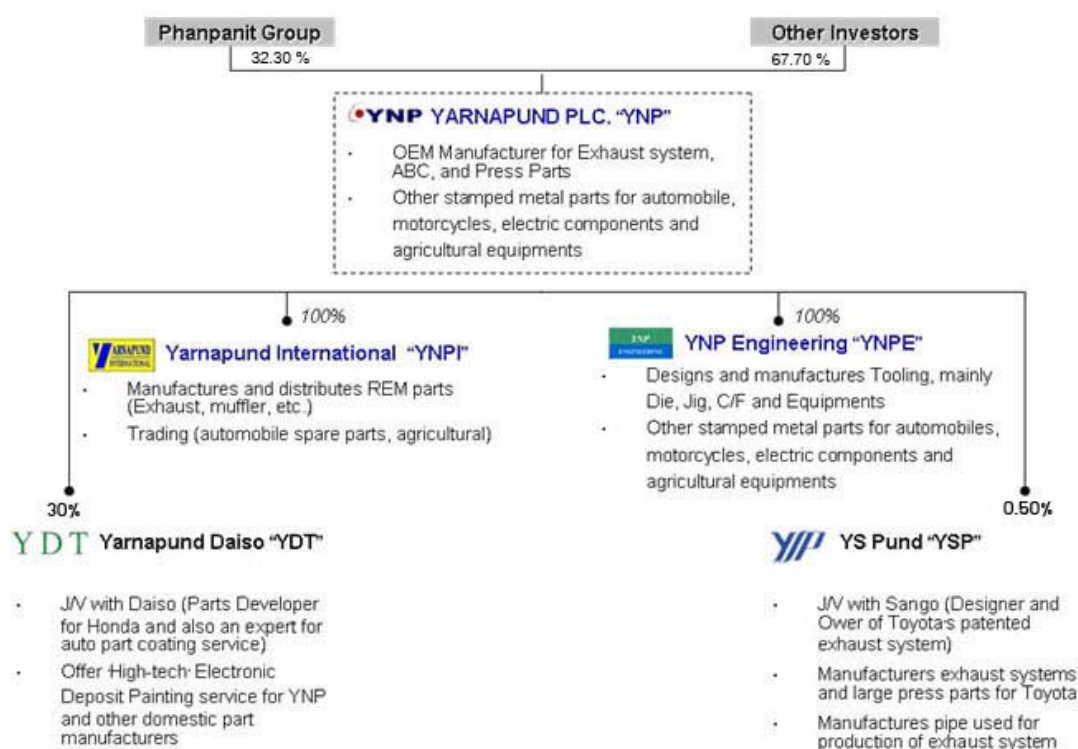 Phanpanit Group
32.30 %
Other Investors
67.70 %
YNP YARNAPUND PLC. “YNP”
· OEM Manufacturer for Exhaust system,
ABC, and Press Parts
· Other stamped metal parts for automobile,
motorcycles, electric components and
agricultural equipments
100%
YARNAPUND
INTERNATIONAL
Yarnapund International “YNPI”
· Manufactures and distributes REM parts
(Exhaust, muffler, etc.)
· Trading (automobile spare parts, agricultural)
100%
YNP
ENGINEERING
YNP Engineering “YNPE”
· Designs and manufactures Tooling, mainly
Die, Jig, C/F and Equipments
· Other stamped metal parts for automobiles,
motorcycles, electric components and
agricultural equipments
30%
YDT Yarnapund Daiso “YDT”
· J/V with Daiso (Parts Developer
for Honda and also an expert for
auto part coating service)
· Offer ·High-tech· Electronic
Deposit Painting service for YNP
and other domestic part
manufacturers
0.50%
YIP YS Pund “YSP”
· J/V with Sango (Designer and
Ower of Toyota·s patented
exhaust system)
· Manufacturers exhaust systems
and large press parts for Toyota
· Manufactures pipe used for
production of exhaust system